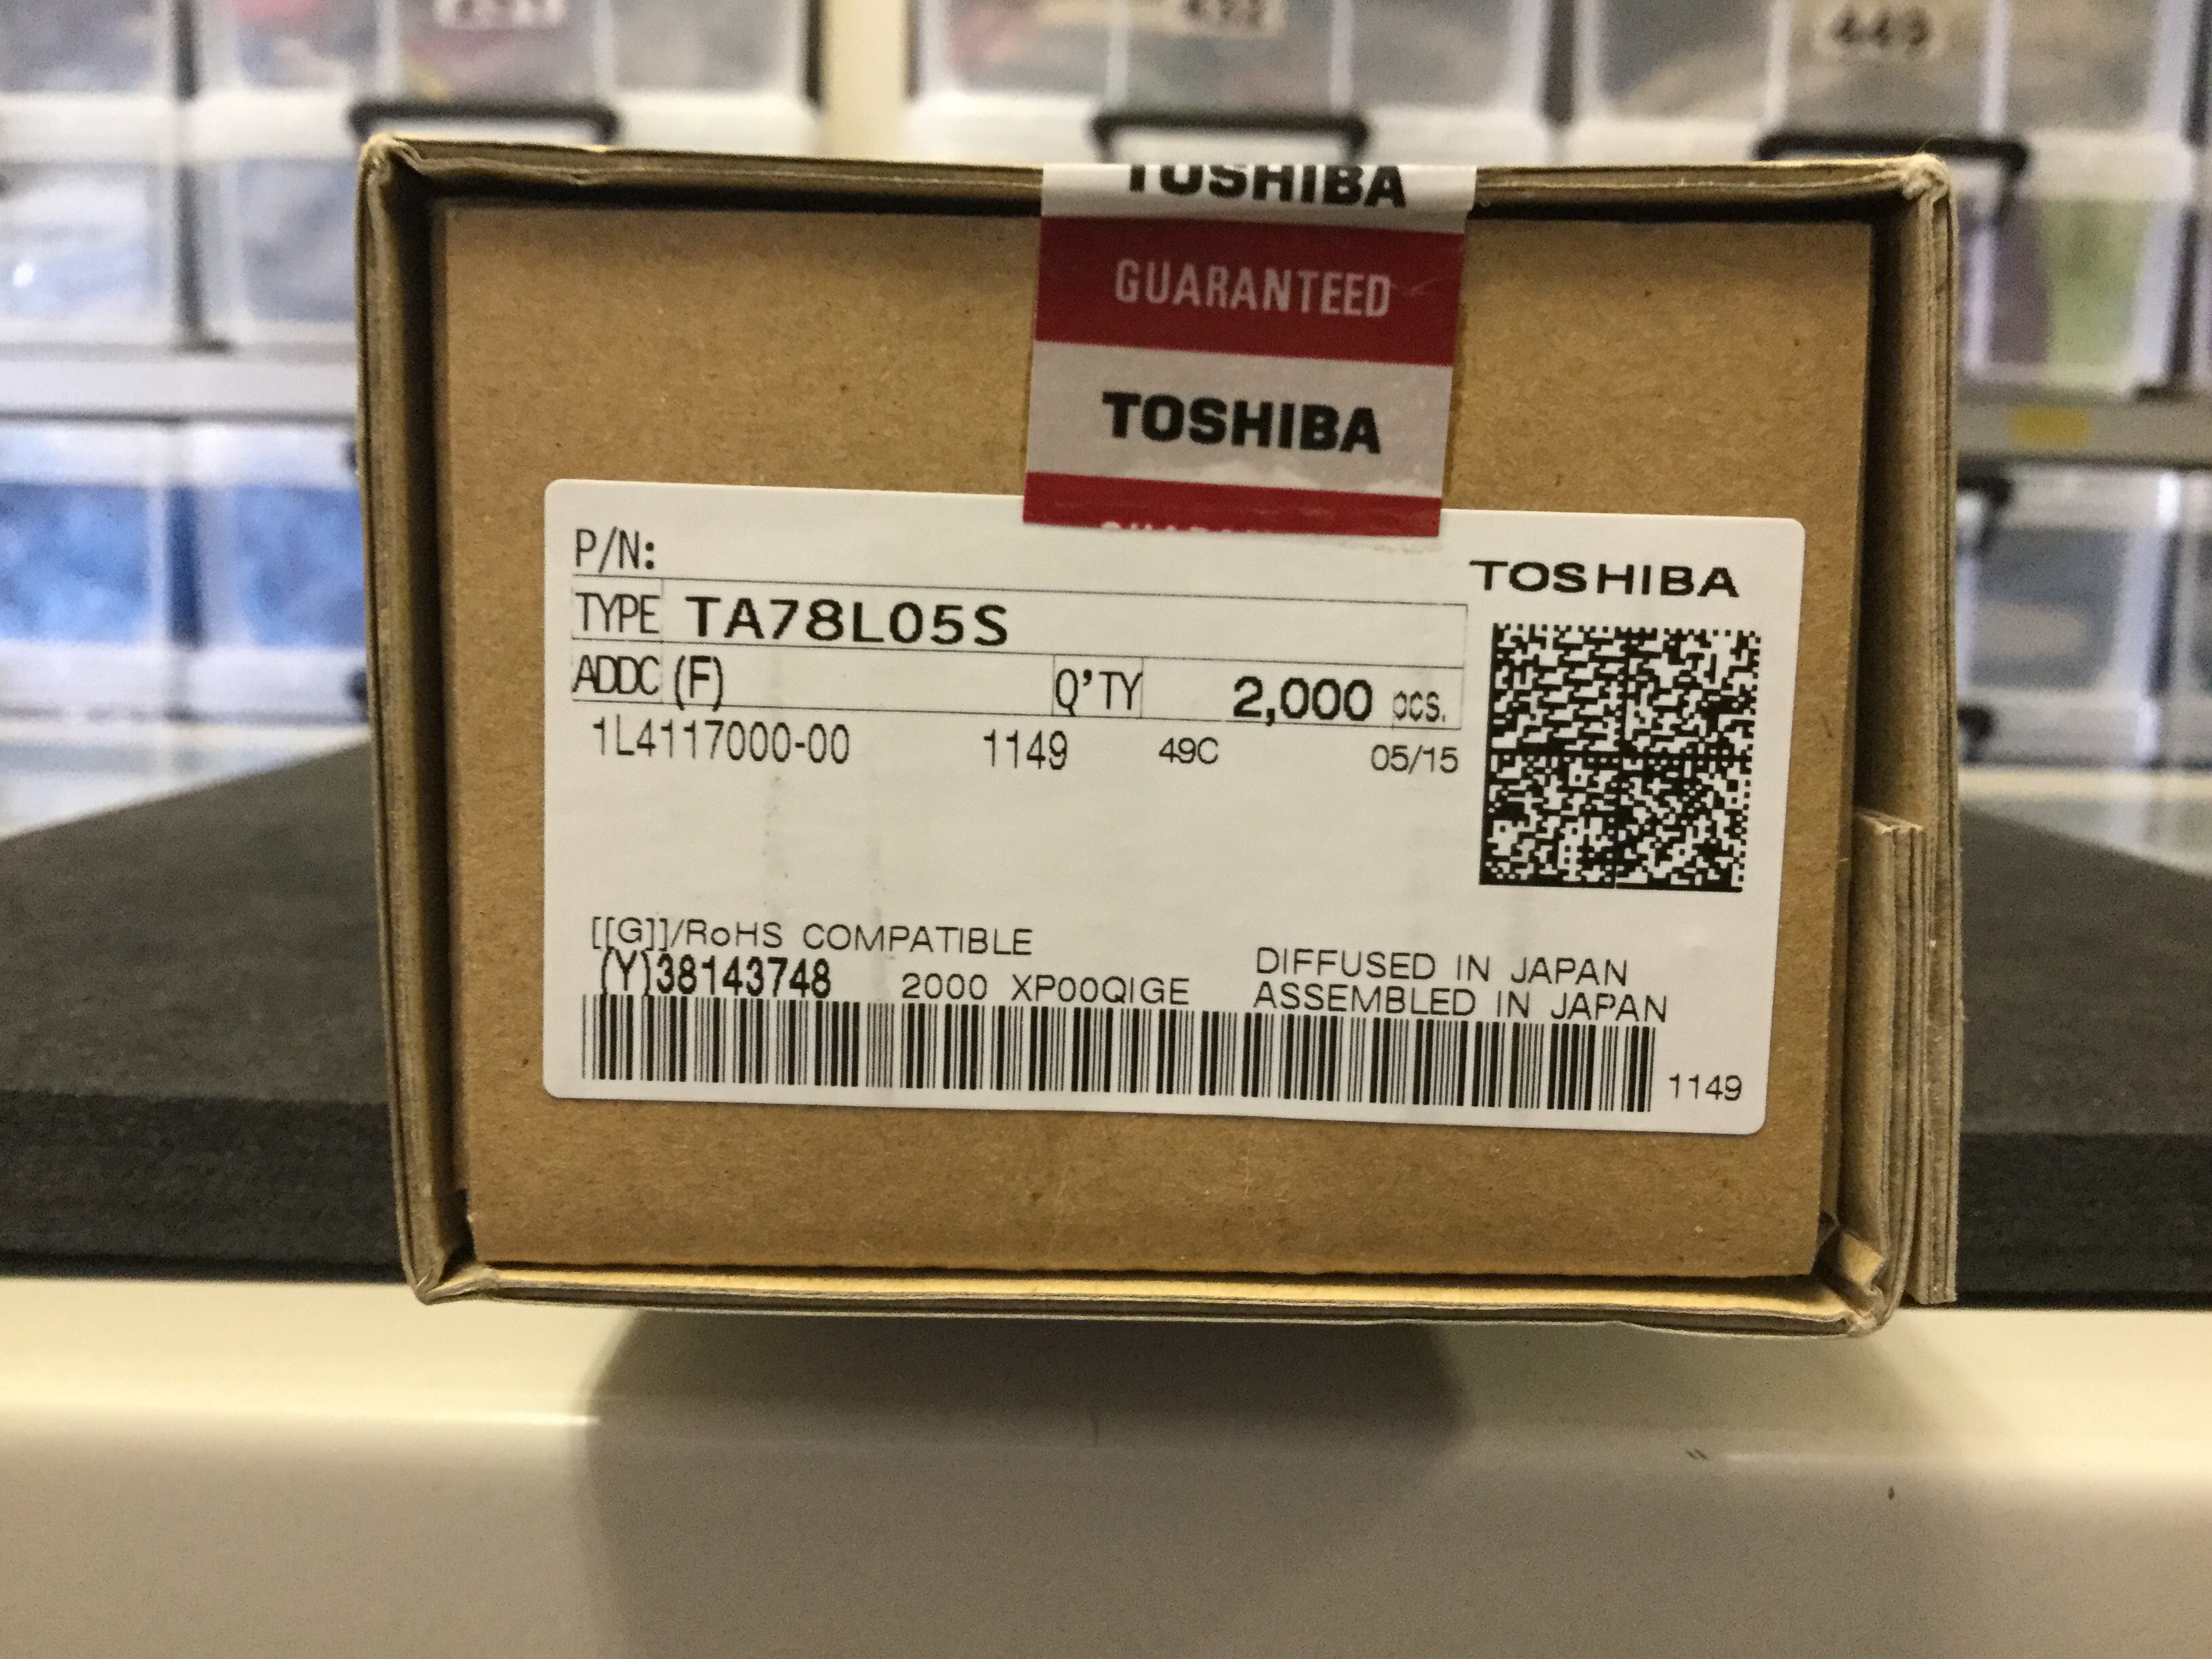 449
TOSHIBA
GUARANTEED
TOSHIBA
P/N:
TOSHIBA
TYPE TA78L05S
ADDC (F) Q'TY 2,000 pcs.
1L4117000-00 1149 49C 05/15
[[G]]/RoHS COMPATIBLE
DIFFUSED IN JAPAN
(Y)38143748 2000 XP00QIGE
ASSEMBLED IN JAPAN
1149